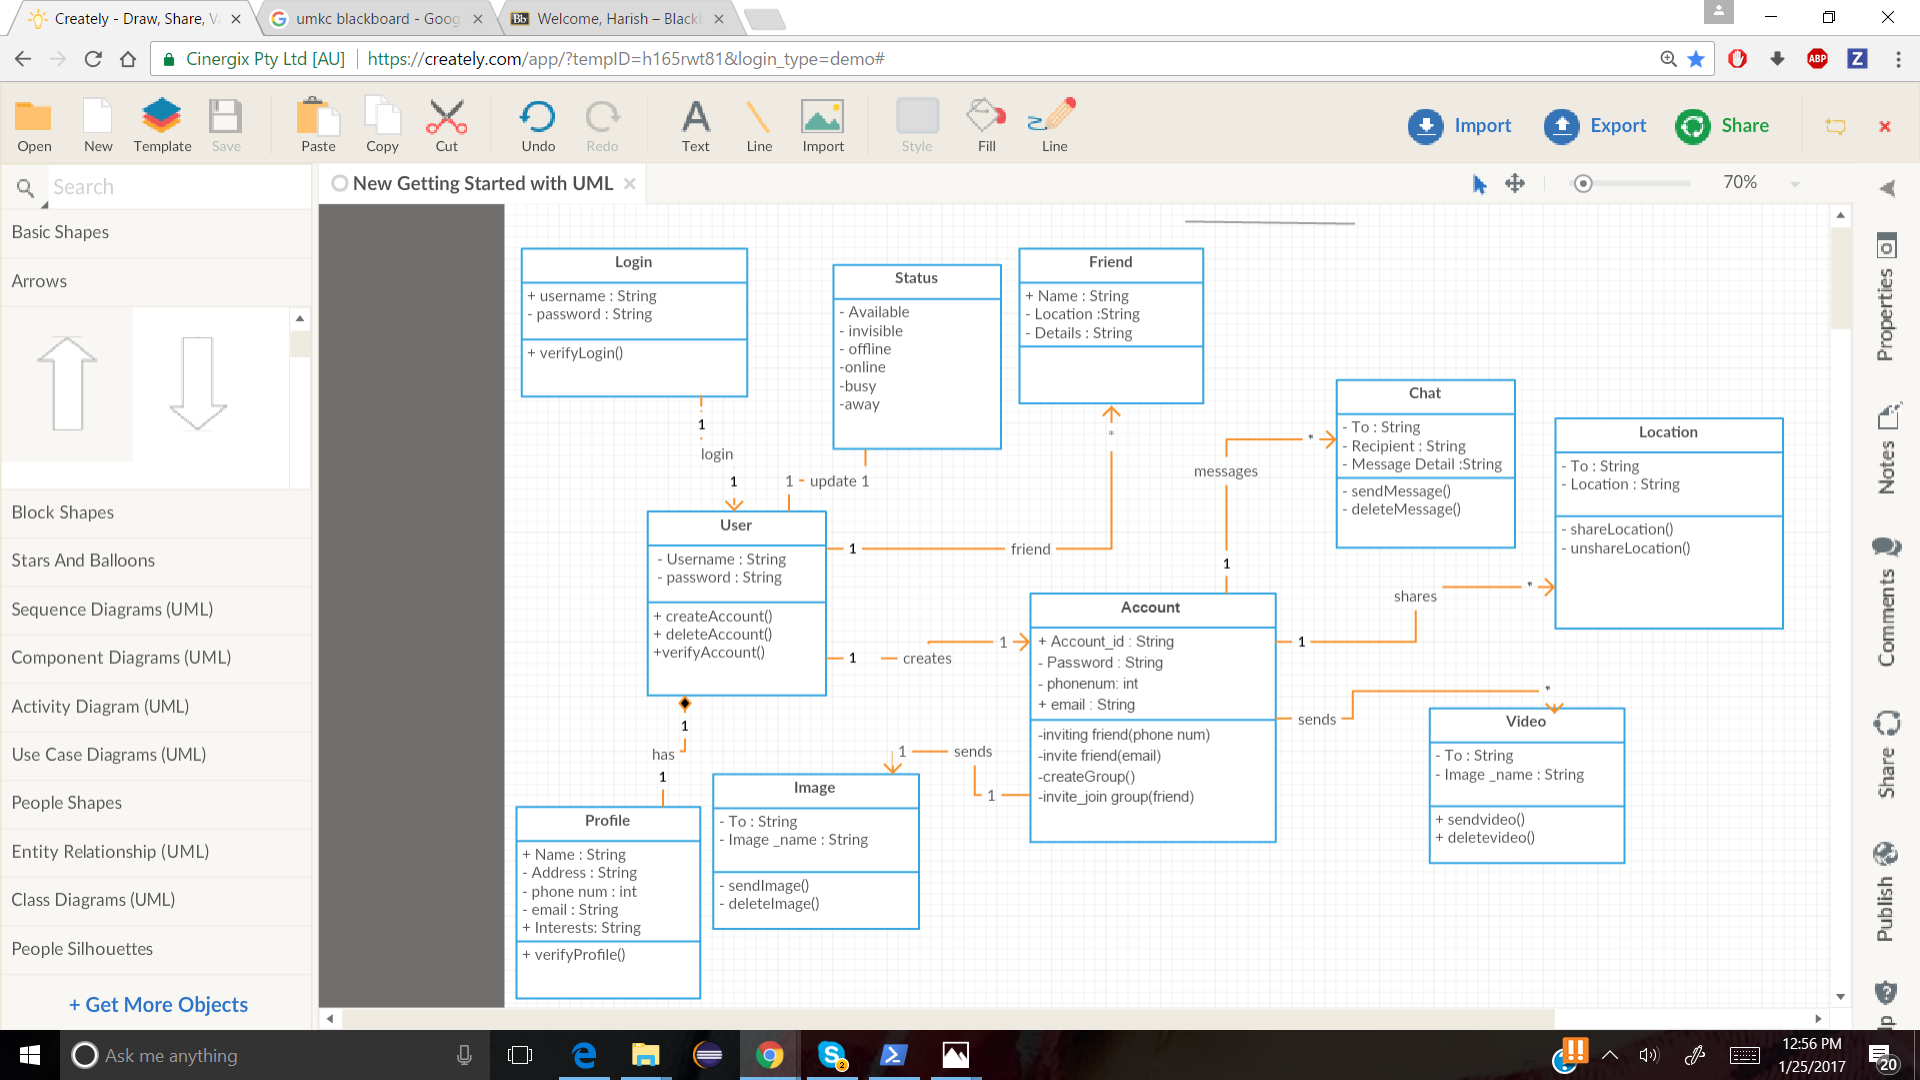 Creately - Draw, Share, V
umkc blackboard - Goog
Bb Welcome, Harish – Blackb
Cinergix Pty Ltd [AU] https://creately.com/app/?tempID=h165rwt81&login_type=demo#
ABP
Z
Open New Template Save Paste Copy Cut Undo Redo Text Line Import Style Fill Line
Import Export Share
Search
New Getting Started with UML
70%
Basic Shapes
Arrows
Block Shapes
Stars And Balloons
Sequence Diagrams (UML)
Component Diagrams (UML)
Activity Diagram (UML)
Use Case Diagrams (UML)
People Shapes
Entity Relationship (UML)
Class Diagrams (UML)
People Silhouettes
+ Get More Objects
Login
+ username : String
- password : String
+ verifyLogin()
Status
- Available
- invisible
- offline
-online
-busy
-away
Friend
+ Name : String
- Location :String
- Details : String
1
login
1
1 - update 1
*
User
- Username : String
- password : String
+ createAccount()
+ deleteAccount()
+verifyAccount()
1 friend
1 creates 1
1
has
1
Profile
+ Name : String
- Address : String
- phone num : int
- email : String
+ Interests: String
+ verifyProfile()
Image
- To : String
- Image _name : String
- sendImage()
- deleteImage()
1 sends
1
Account
+ Account_id : String
- Password : String
- phonenum: int
+ email : String
-inviting friend(phone num)
-invite friend(email)
-createGroup()
-invite_join group(friend)
messages
*
1
Chat
- To : String
- Recipient : String
- Message Detail :String
- sendMessage()
- deleteMessage()
Location
- To : String
- Location : String
- shareLocation()
- unshareLocation()
1 shares *
sends *
Video
- To : String
- Image _name : String
+ sendvideo()
+ deletevideo()
Properties
Notes
Comments
Share
Publish
lp
Ask me anything
2
12:56 PM
1/25/2017
20